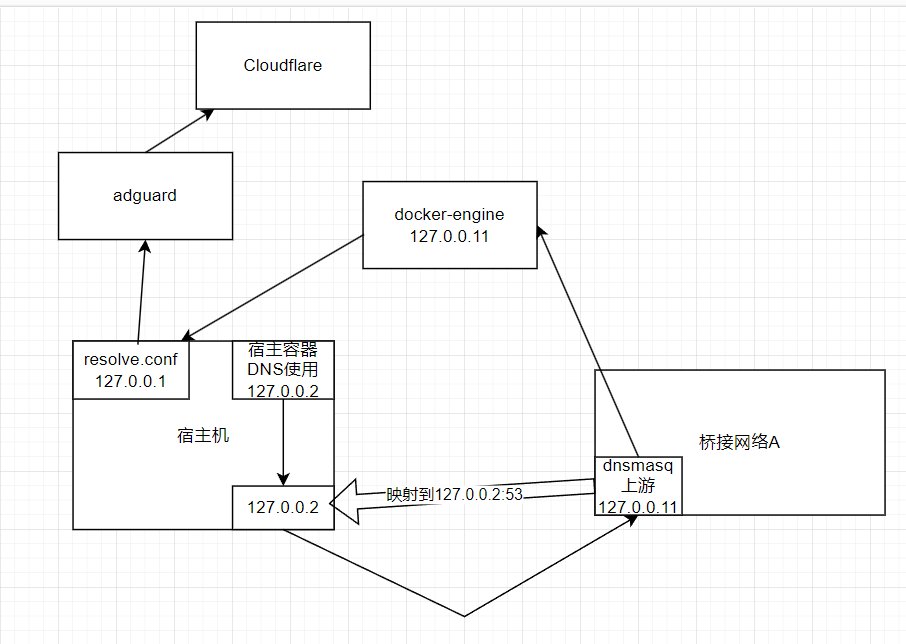 Cloudflare
adguard
docker-engine
127.0.0.11
resolve.conf
127.0.0.1
宿主容器
DNS使用
127.0.0.2
宿主机
桥接网络A
dnsmasq
上游
127.0.0.11
映射到127.0.0.2:53
127.0.0.2